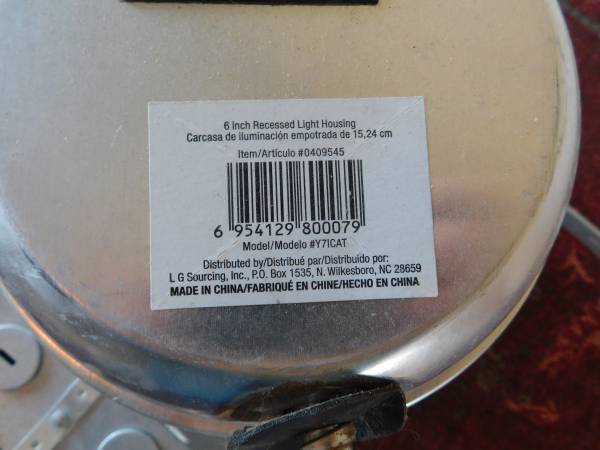 6 inch Recessed Light Housing
Carcasa de iluminación empotrada de 15,24 cm
Item/Artículo #0409545
6 954129 800079
Model/Modelo #Y7ICAT
Distributed by/Distribué par/Distribuido por:
L G Sourcing, Inc., P.O. Box 1535, N. Wilkesboro, NC 28659
MADE IN CHINA/FABRIQUÉ EN CHINE/HECHO EN CHINA